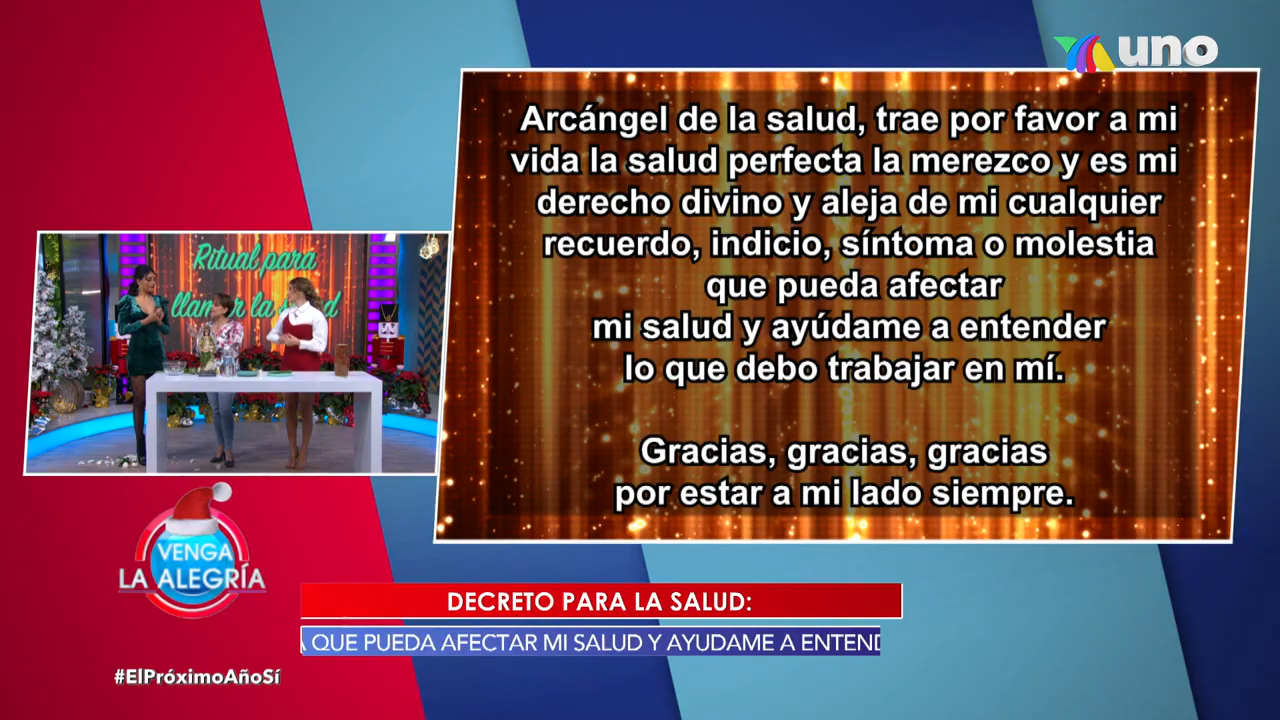 uno
Arcángel de la salud, trae por favor a mi
vida la salud perfecta la merezco y es mi
derecho divino y aleja de mi cualquier
recuerdo, indicio, síntoma o molestia
que pueda afectar
mi salud y ayúdame a entender
lo que debo trabajar en mí.
Gracias, gracias, gracias
por estar a mi lado siempre.
Ritual para
llamar la salud
VENGA
LA ALEGRÍA
DECRETO PARA LA SALUD:
A QUE PUEDA AFECTAR MI SALUD Y AYUDAME A ENTEND
#ElPróximoAñoSí